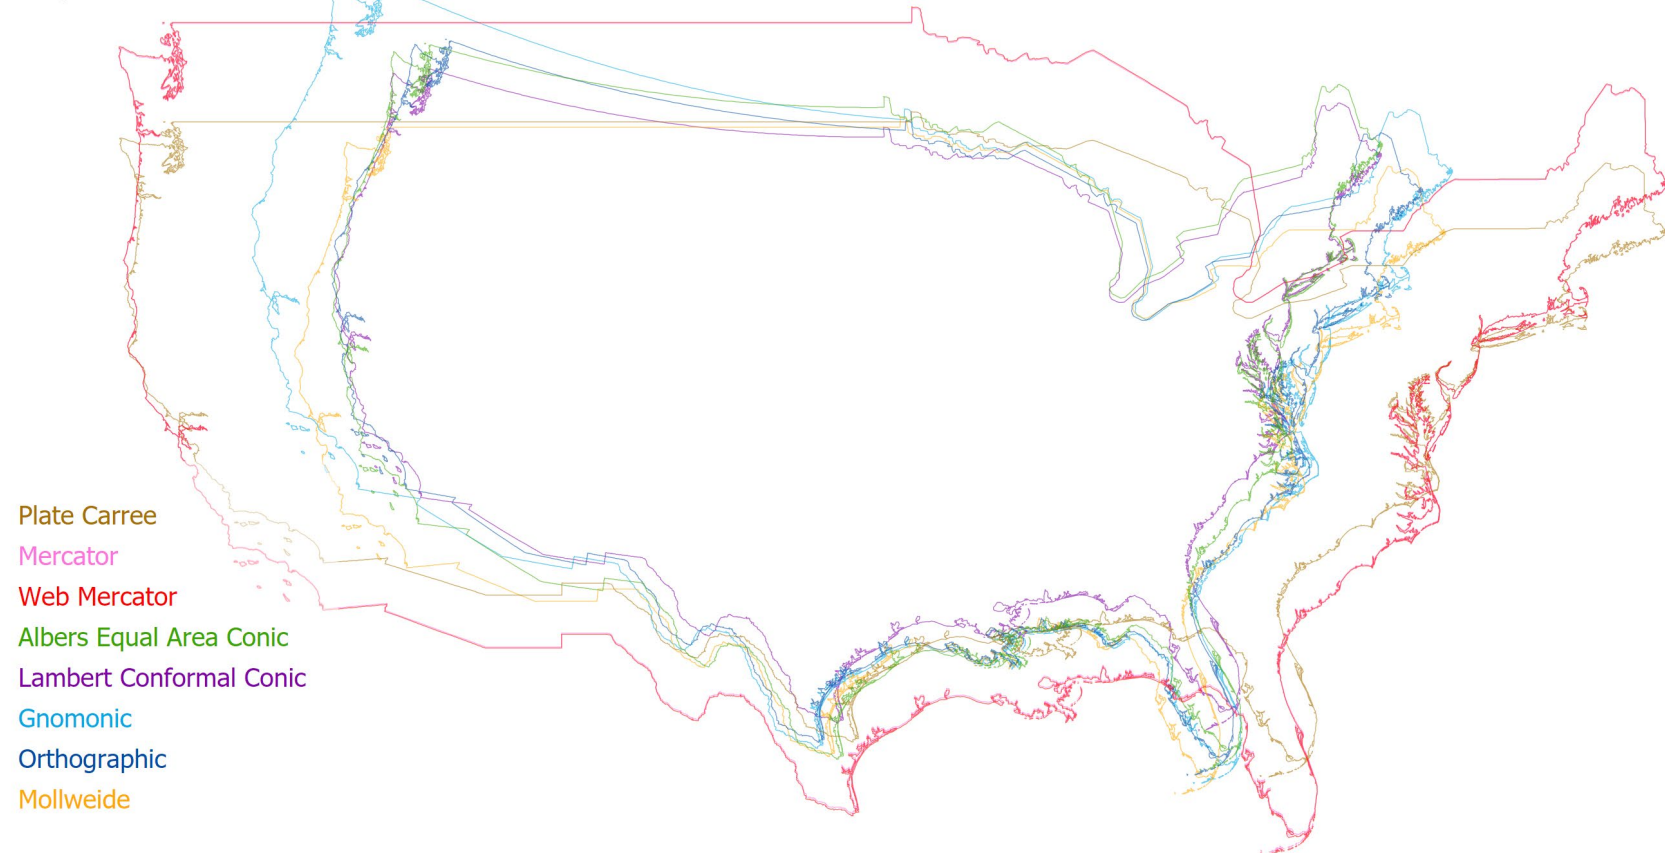 Plate Carree
Mercator
Web Mercator
Albers Equal Area Conic
Lambert Conformal Conic
Gnomonic
Orthographic
Mollweide